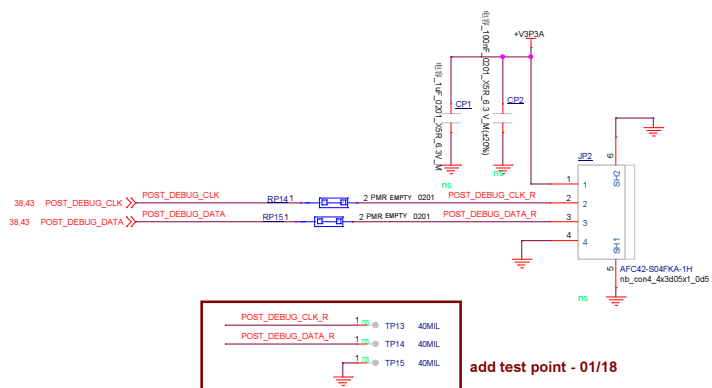 +V3P3A
电容_1uF_0201_X5R_6.3V_M
电容_100nF_0201_X5R_6.3 V_M(±20%)
CP1
CP2
ns
ns
JP2
6
SH2
1
1
2
2
3
3
4
4
SH1
5
AFC42-S04FKA-1H
nb_con4_4x3d05x1_0d5
ns
38,43 POST_DEBUG_CLK POST_DEBUG_CLK RP14 1 2 PMR EMPTY 0201 POST_DEBUG_CLK_R
38,43 POST_DEBUG_DATA POST_DEBUG_DATA RP15 1 2 PMR EMPTY 0201 POST_DEBUG_DATA_R
POST_DEBUG_CLK_R 1 ns TP13 40MIL
POST_DEBUG_DATA_R 1 ns TP14 40MIL
1 ns TP15 40MIL
add test point - 01/18